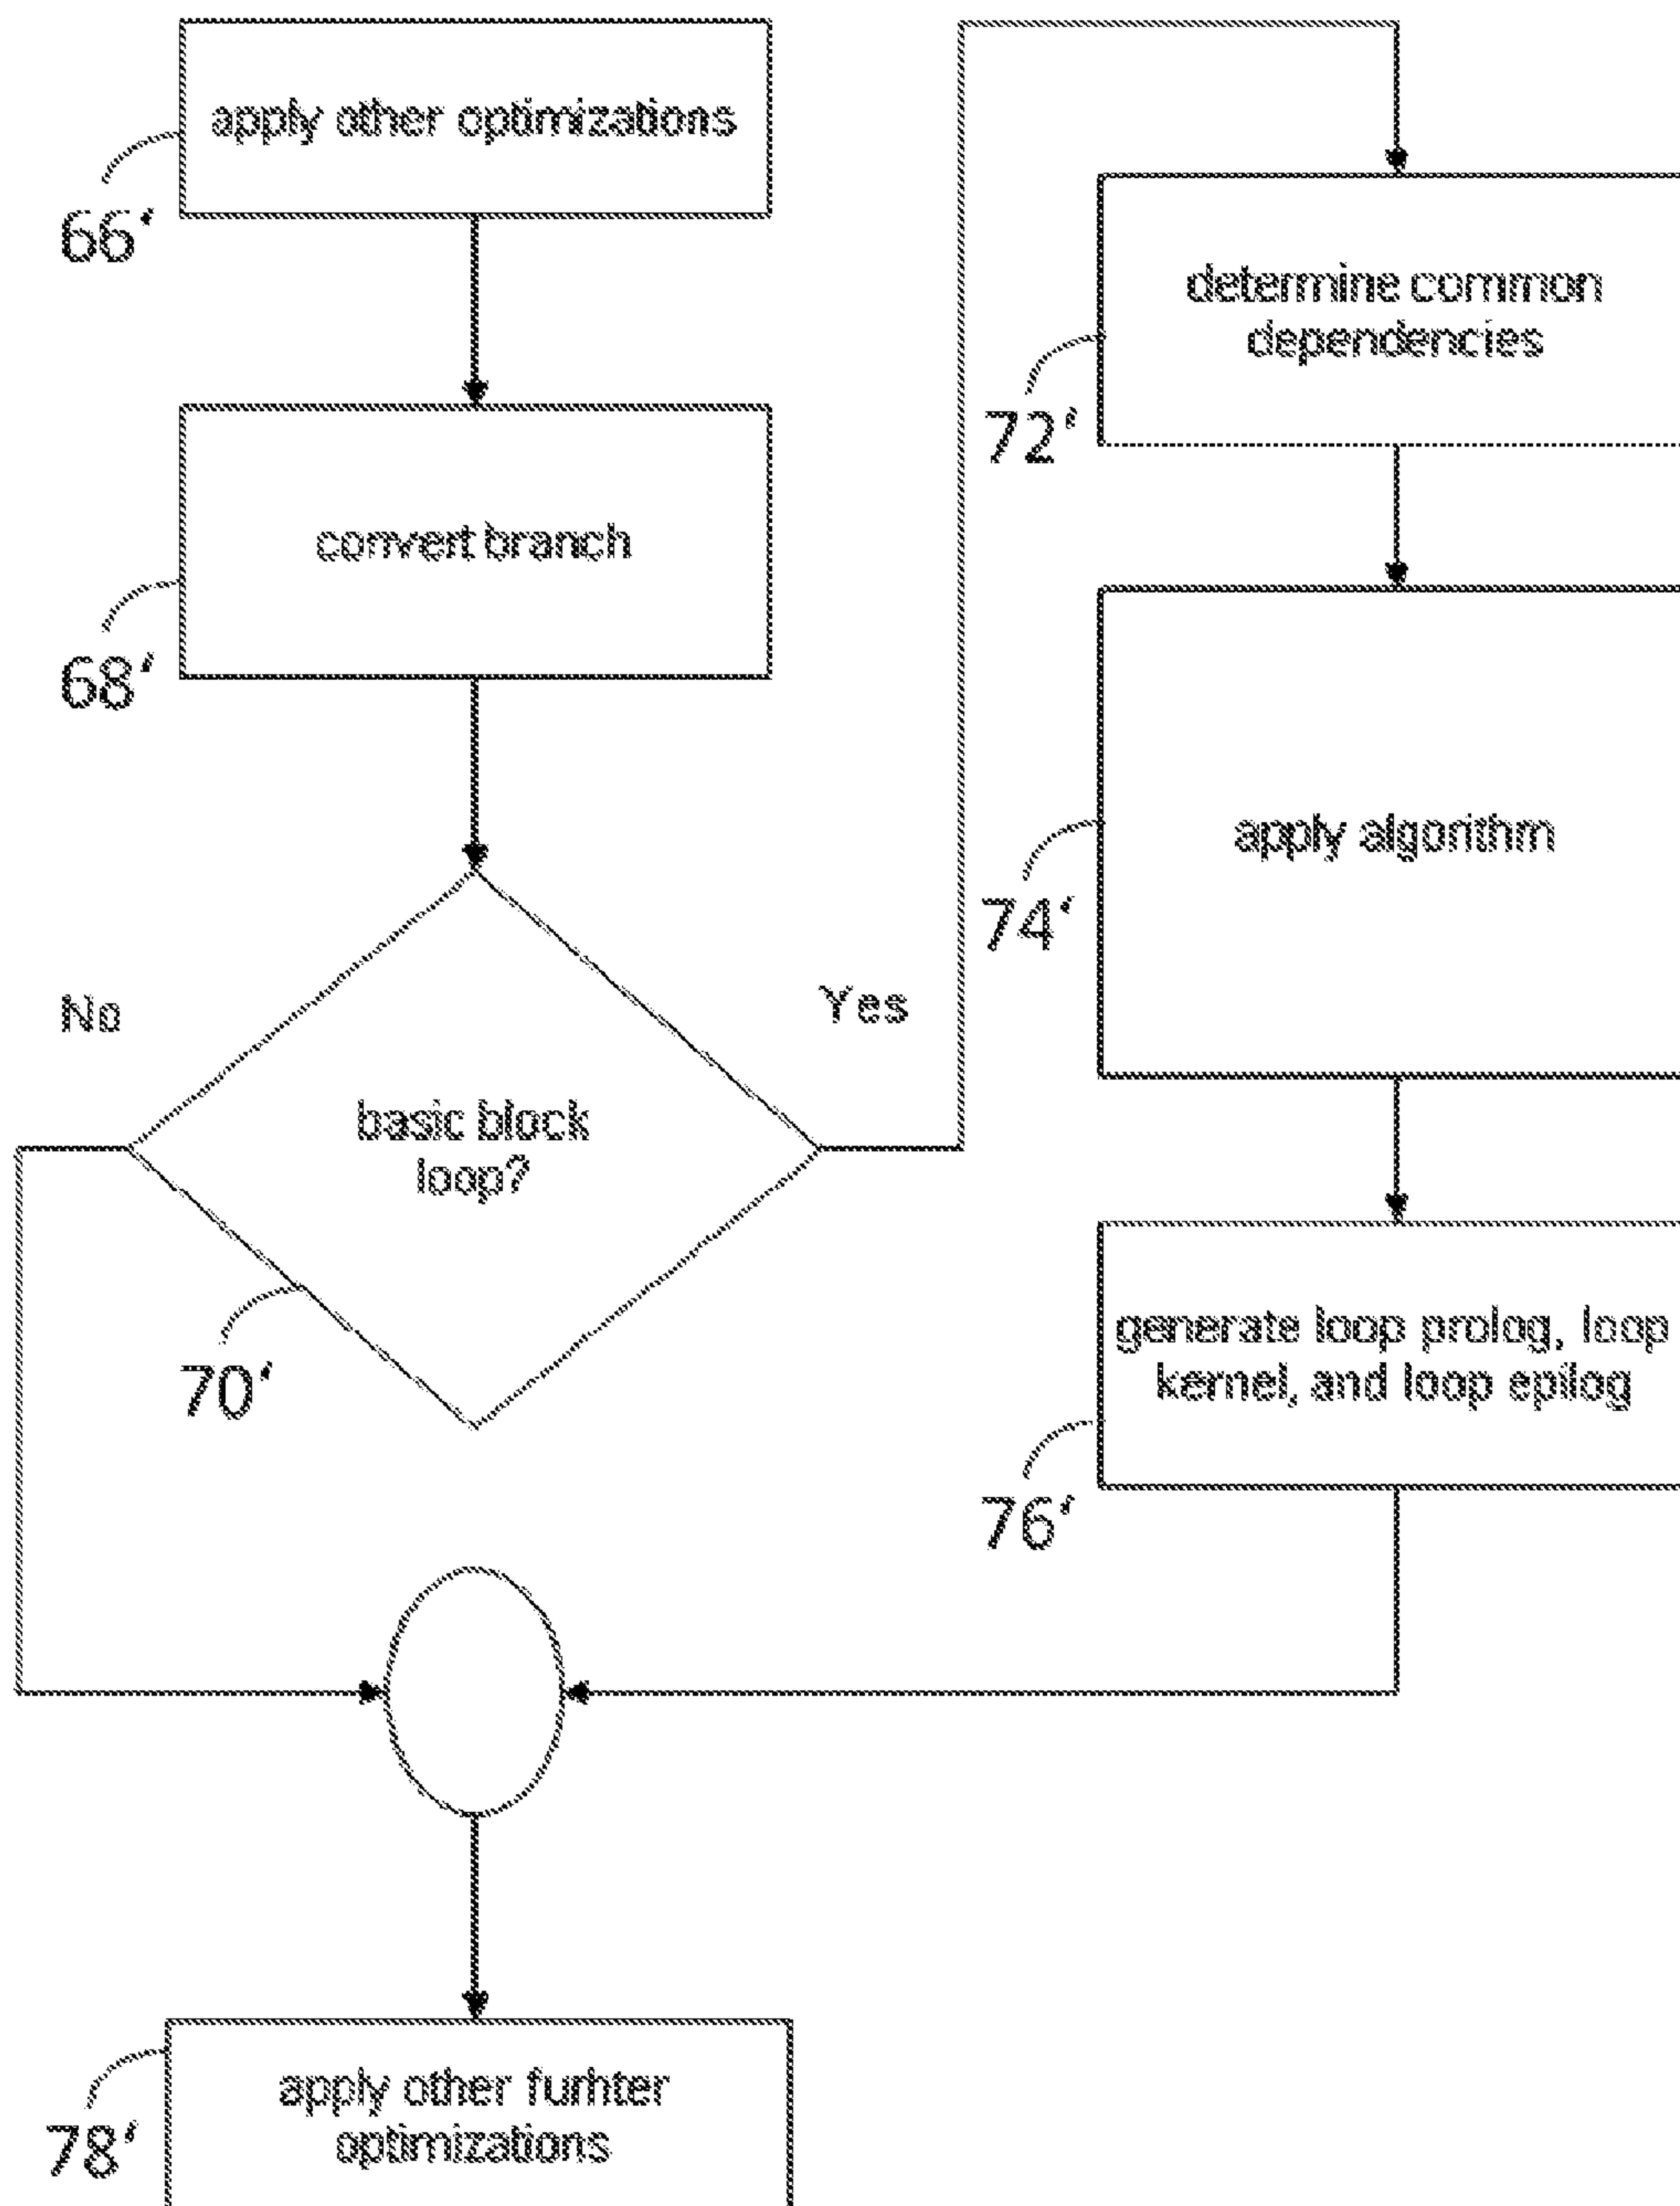 apply other optimizations
66‘
convert branch
68‘
No
Yes
basic block
loop?
70‘
determine common
dependencies
72‘
apply algorithm
74‘
generate loop prolog, loop
kernel, and loop epilog
76‘
apply other furhter
optimizations
78‘